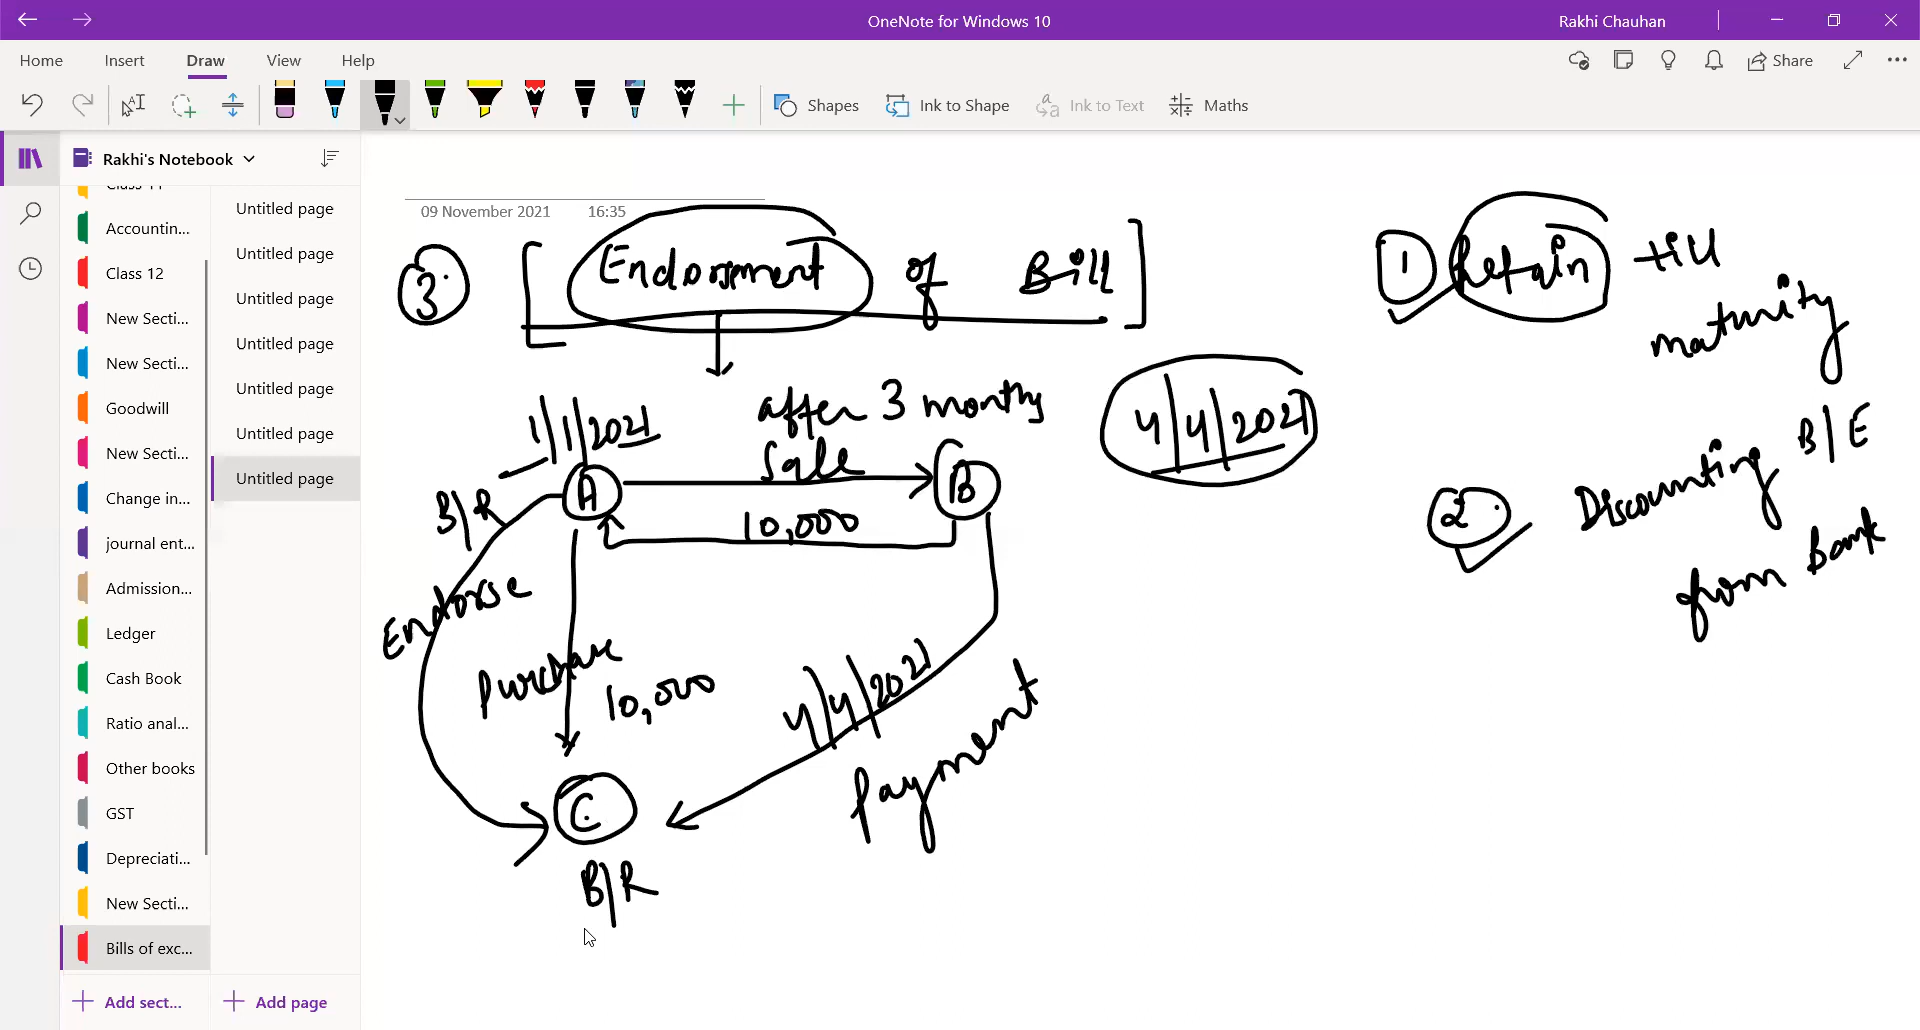 OneNote for Windows 10
Rakhi Chauhan
Home Insert Draw View Help
Share
Shapes
Ink to Shape
Ink to Text
Maths
Rakhi's Notebook
Class 11
Accountin...
Class 12
New Secti...
New Secti...
Goodwill
New Secti...
Change in...
journal ent...
Admission...
Ledger
Cash Book
Ratio anal...
Other books
GST
Depreciati...
New Secti...
Bills of exc...
Add sect...
Untitled page
Untitled page
Untitled page
Untitled page
Untitled page
Untitled page
Untitled page
Add page
09 November 2021 16:35
3 [Endorsment of Bill]
1/1/2021
after 3 months
4/4/2021
Sale
A B
B/R
10,000
Endorse
Purchase
10,000
4/4/2021
Payment
C
B/R
1 Retain till
maturity
2 Discounting B/E
from Bank